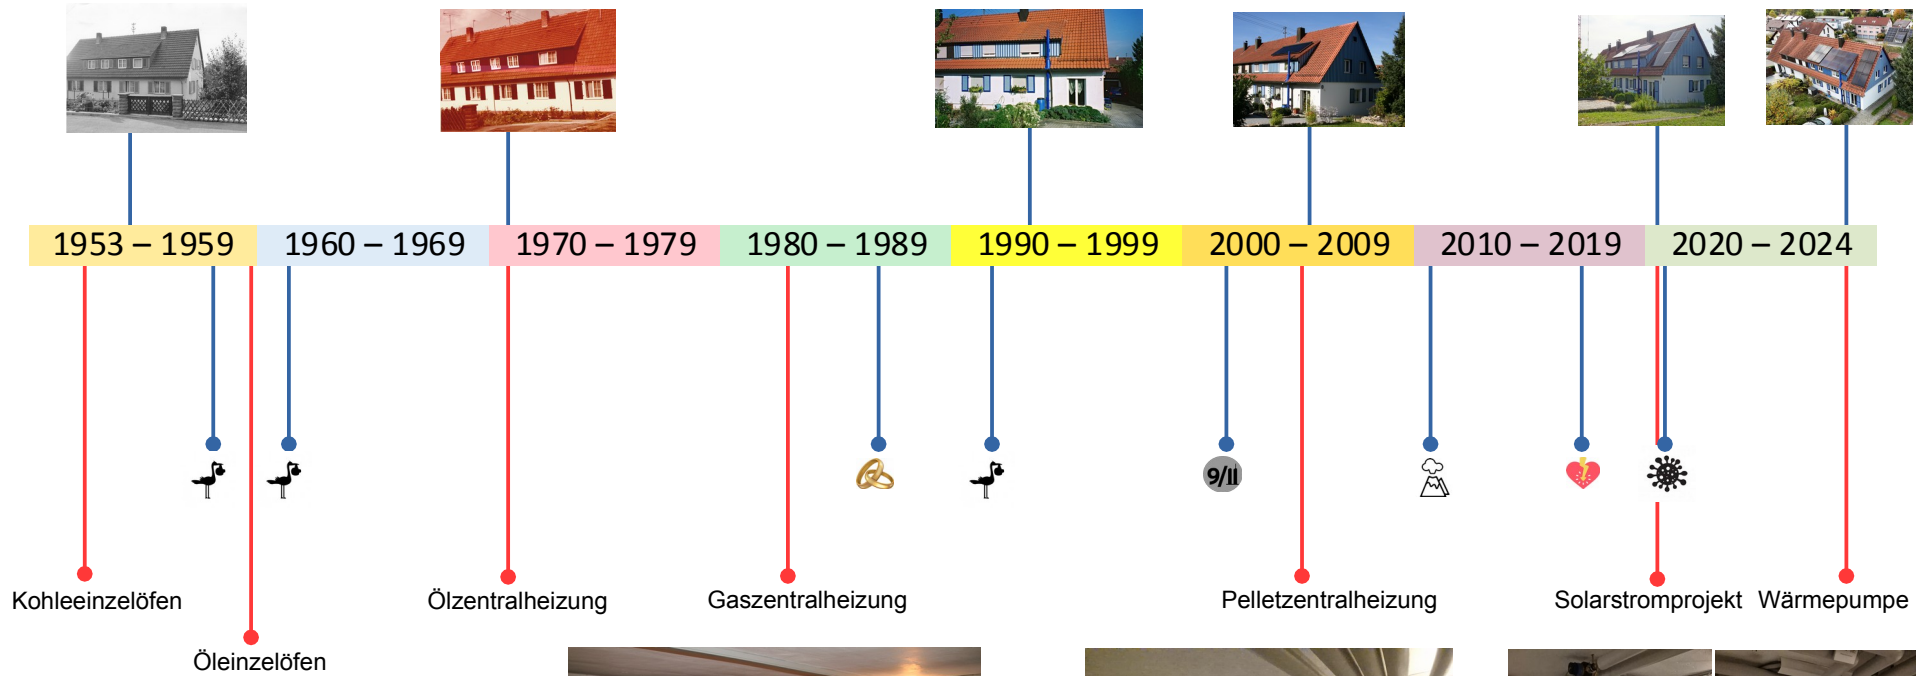 1953 – 1959
1960 – 1969
1970 – 1979
1980 – 1989
1990 – 1999
2000 – 2009
2010 – 2019
2020 – 2024
9/11
Kohleeinzelöfen
Ölzentralheizung
Gaszentralheizung
Pelletzentralheizung
Solarstromprojekt
Wärmepumpe
Öleinzelöfen